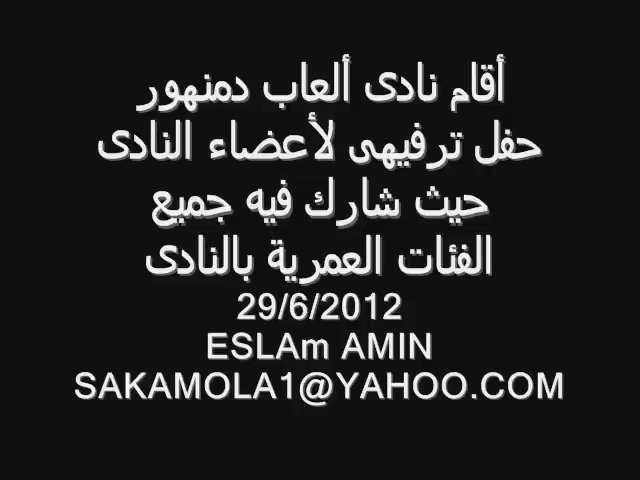 أقام نادى ألعاب دمنهور
حفل ترفيهى لأعضاء النادى
حيث شارك فيه جميع
الفئات العمرية بالنادى
29/6/2012
ESLAm AMIN
SAKAMOLA1@YAHOO.COM